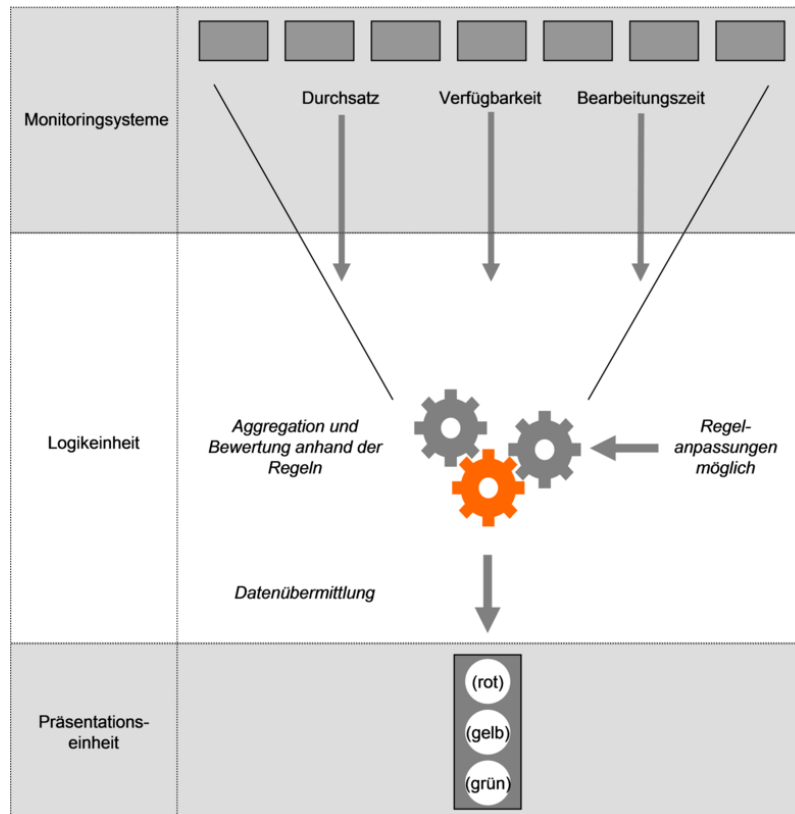 Durchsatz
Verfügbarkeit
Bearbeitungszeit
Monitoringsysteme
Logikeinheit
Aggregation und
Bewertung anhand der
Regeln
Regel-
anpassungen
möglich
Datenübermittlung
Präsentations-
einheit
(rot)
(gelb)
(grün)